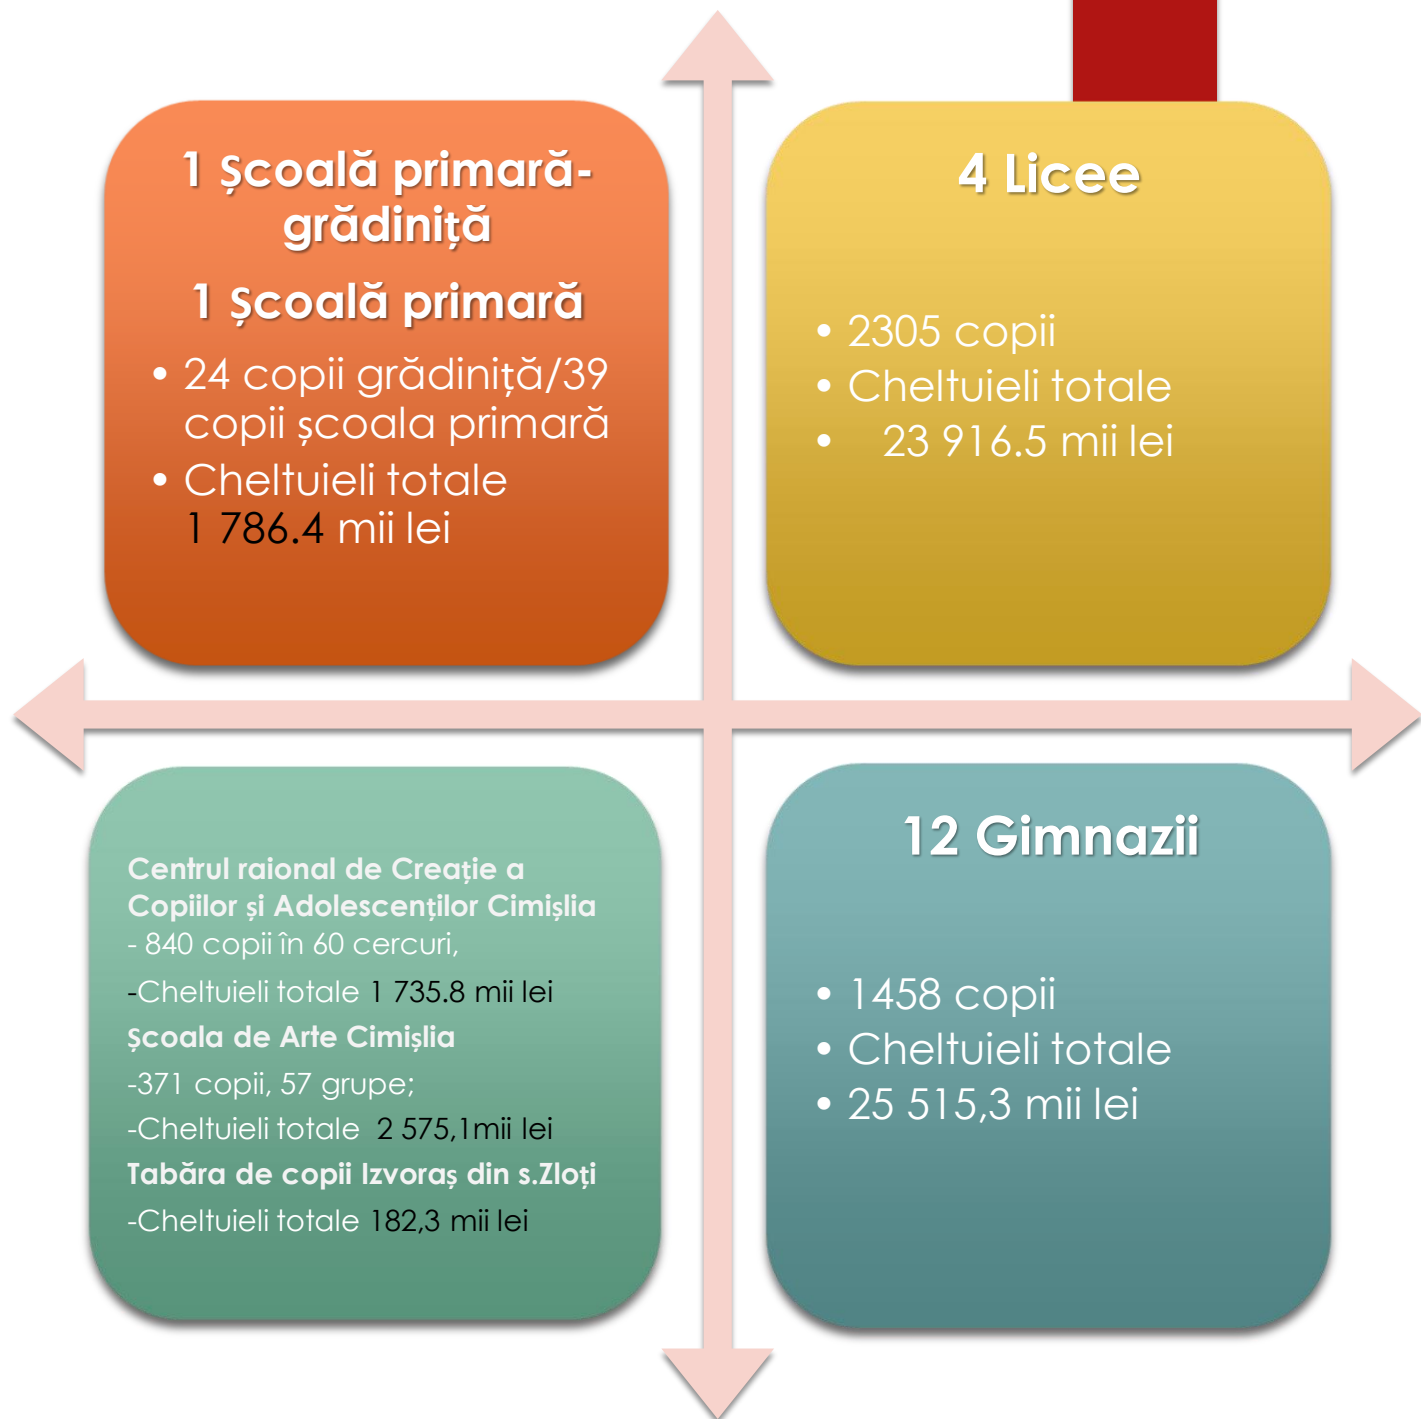 1 Școală primară-
grădiniță
1 Școală primară
• 24 copii grădiniță/39
copii școala primară
• Cheltuieli totale
1 786.4 mii lei
4 Licee
• 2305 copii
• Cheltuieli totale
• 23 916.5 mii lei
Centrul raional de Creație a
Copiilor și Adolescenților Cimișlia
- 840 copii în 60 cercuri,
-Cheltuieli totale 1 735.8 mii lei
Școala de Arte Cimișlia
-371 copii, 57 grupe;
-Cheltuieli totale 2 575,1mii lei
Tabăra de copii Izvoraș din s.Zloți
-Cheltuieli totale 182,3 mii lei
12 Gimnazii
• 1458 copii
• Cheltuieli totale
• 25 515,3 mii lei